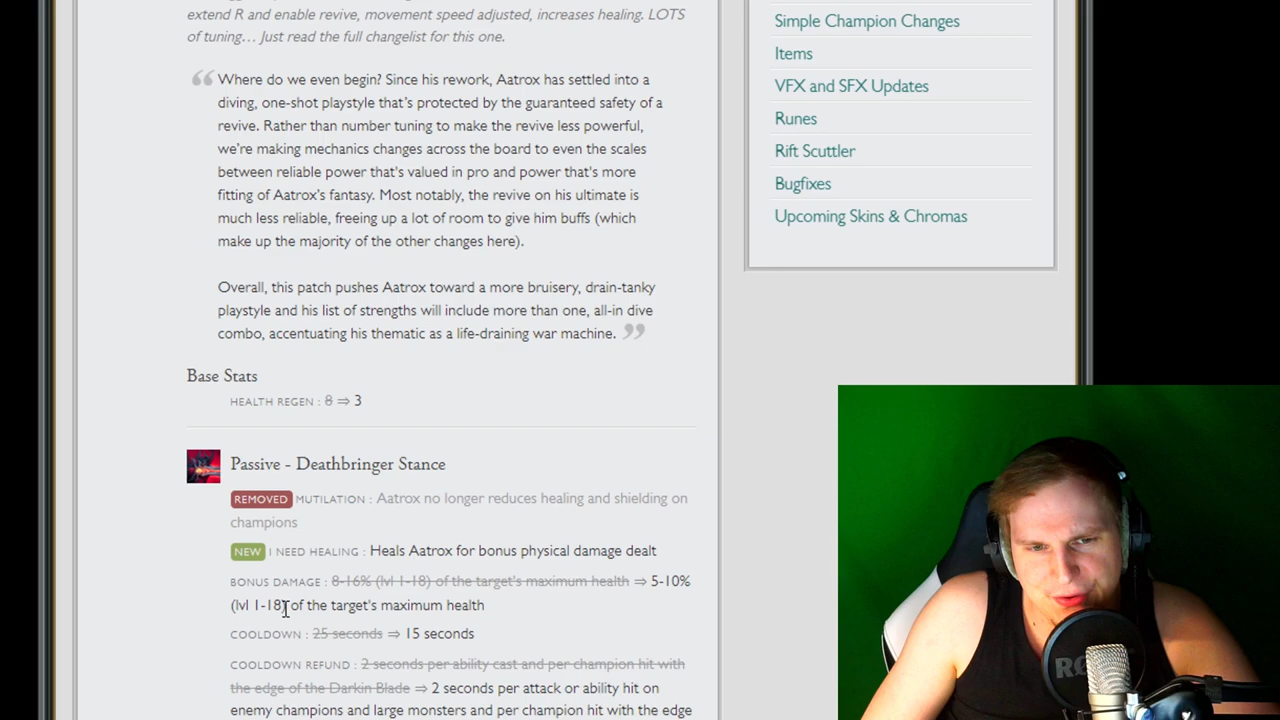 extend R and enable revive, movement speed adjusted, increases healing. LOTS
of tuning… Just read the full changelist for this one.
“ Where do we even begin? Since his rework, Aatrox has settled into a
diving, one-shot playstyle that's protected by the guaranteed safety of a
revive. Rather than number tuning to make the revive less powerful,
we're making mechanics changes across the board to even the scales
between reliable power that's valued in pro and power that's more
fitting of Aatrox's fantasy. Most notably, the revive on his ultimate is
much less reliable, freeing up a lot of room to give him buffs (which
make up the majority of the other changes here).
Overall, this patch pushes Aatrox toward a more bruisery, drain-tanky
playstyle and his list of strengths will include more than one, all-in dive
combo, accentuating his thematic as a life-draining war machine. ”
Base Stats
HEALTH REGEN : 8 ⇒ 3
Passive - Deathbringer Stance
REMOVED MUTILATION : Aatrox no longer reduces healing and shielding on
champions
NEW I NEED HEALING : Heals Aatrox for bonus physical damage dealt
BONUS DAMAGE : 8-16% (lvl 1-18) of the target's maximum health ⇒ 5-10%
(lvl 1-18) of the target's maximum health
COOLDOWN : 25 seconds ⇒ 15 seconds
COOLDOWN REFUND : 2 seconds per ability cast and per champion hit with
the edge of the Darkin Blade ⇒ 2 seconds per attack or ability hit on
enemy champions and large monsters and per champion hit with the edge
Simple Champion Changes
Items
VFX and SFX Updates
Runes
Rift Scuttler
Bugfixes
Upcoming Skins & Chromas